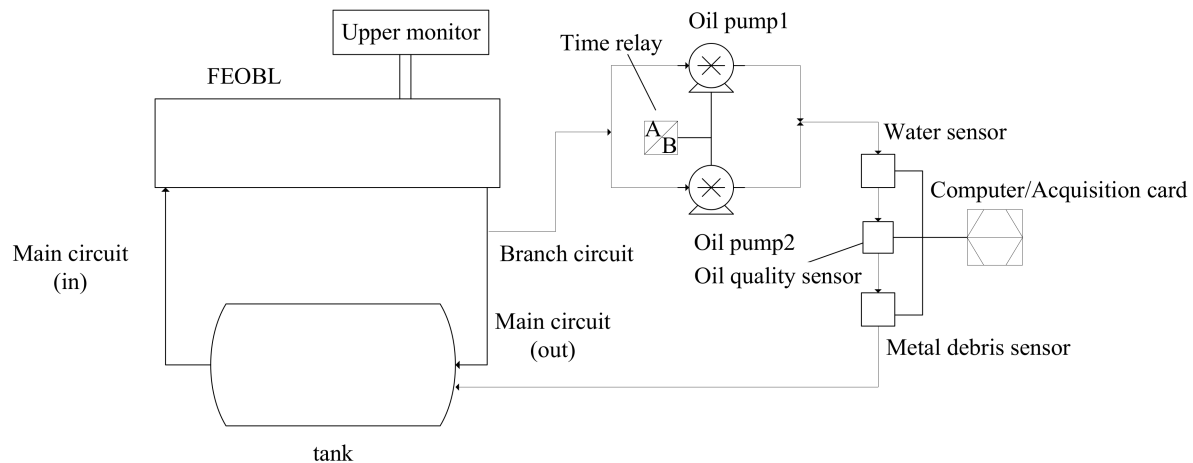 Oil pump1
Upper monitor
Time relay
FEOBL
A
B
Water sensor
Computer/Acquisition card
Main circuit
(in)
Branch circuit
Oil pump2
Oil quality sensor
Main circuit
(out)
Metal debris sensor
tank